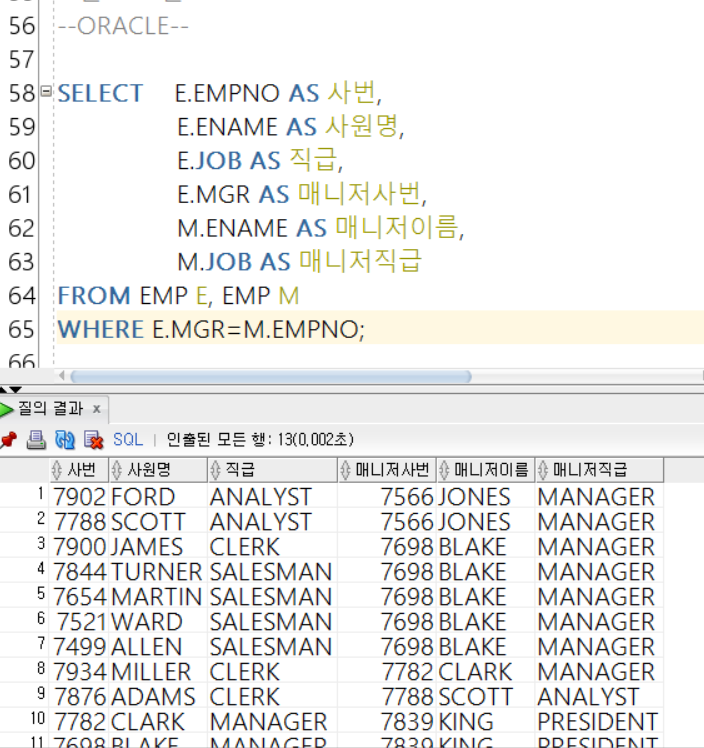 56 --ORACLE--
57
58 SELECT E.EMPNO AS 사번,
59 E.ENAME AS 사원명,
60 E.JOB AS 직급,
61 E.MGR AS 매니저사번,
62 M.ENAME AS 매니저이름,
63 M.JOB AS 매니저직급
64 FROM EMP E, EMP M
65 WHERE E.MGR=M.EMPNO;
66
질의 결과 x
SQL | 인출된 모든 행: 13(0,002초)
사번 사원명 직급 매니저사번 매니저이름 매니저직급
1 7902 FORD ANALYST 7566 JONES MANAGER
2 7788 SCOTT ANALYST 7566 JONES MANAGER
3 7900 JAMES CLERK 7698 BLAKE MANAGER
4 7844 TURNER SALESMAN 7698 BLAKE MANAGER
5 7654 MARTIN SALESMAN 7698 BLAKE MANAGER
6 7521 WARD SALESMAN 7698 BLAKE MANAGER
7 7499 ALLEN SALESMAN 7698 BLAKE MANAGER
8 7934 MILLER CLERK 7782 CLARK MANAGER
9 7876 ADAMS CLERK 7788 SCOTT ANALYST
10 7782 CLARK MANAGER 7839 KING PRESIDENT
11 7698 BLAKE MANAGER 7839 KING PRESIDENT